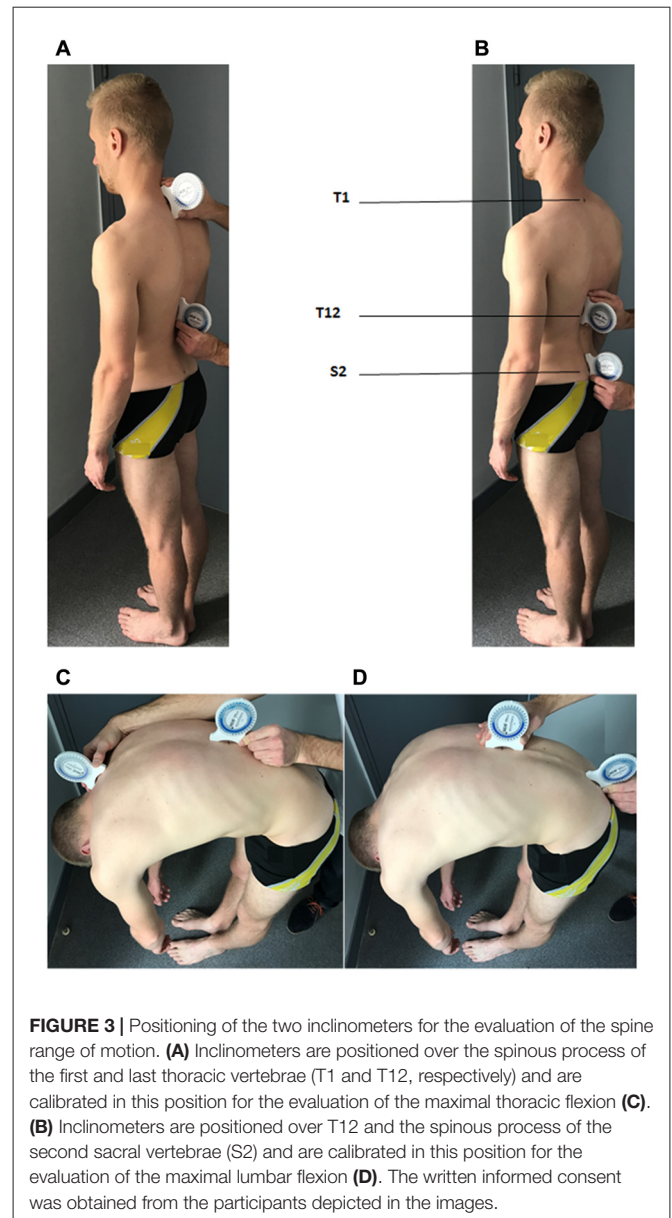 A
B
T1
T12
S2
C
D
FIGURE 3 | Positioning of the two inclinometers for the evaluation of the spine
range of motion. (A) Inclinometers are positioned over the spinous process of
the first and last thoracic vertebrae (T1 and T12, respectively) and are
calibrated in this position for the evaluation of the maximal thoracic flexion (C).
(B) Inclinometers are positioned over T12 and the spinous process of the
second sacral vertebrae (S2) and are calibrated in this position for the
evaluation of the maximal lumbar flexion (D). The written informed consent
was obtained from the participants depicted in the images.